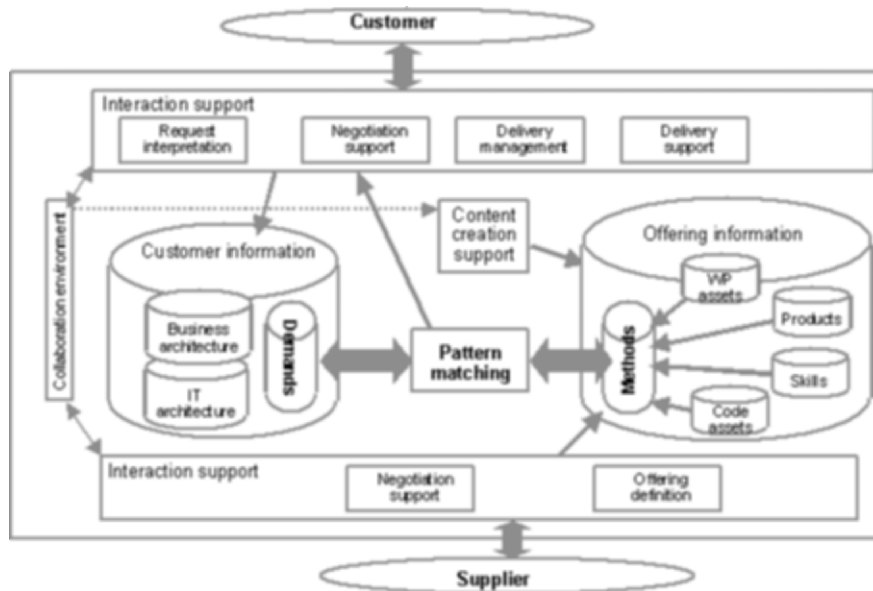 Customer
Interaction support
Request
interpretation
Negotiation
support
Delivery
management
Delivery
support
Collaboration environment
Content
creation
support
Customer information
Business
architecture
IT
architecture
Demands
Pattern
matching
Offering information
WP
assets
Products
Skills
Code
assets
Methods
Interaction support
Negotiation
support
Offering
definition
Supplier